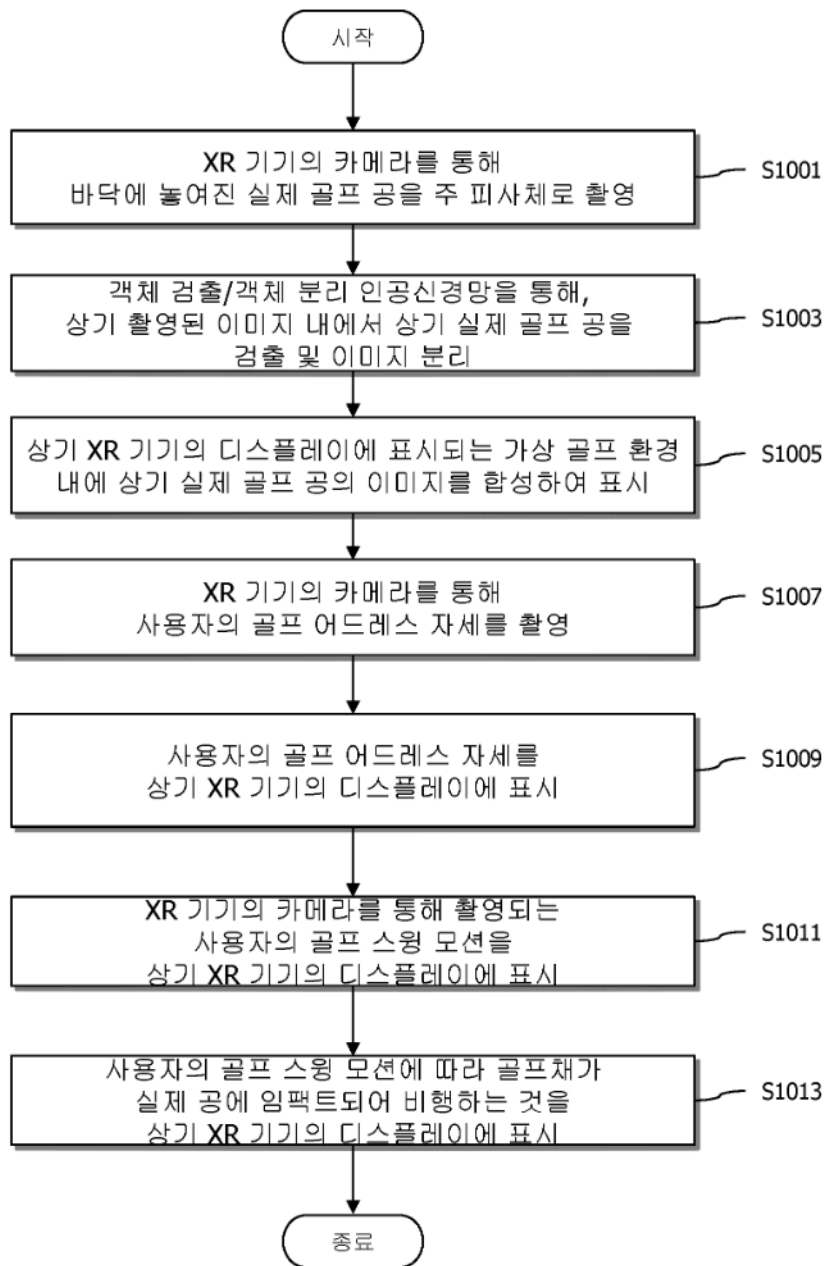 시작
XR 기기의 카메라를 통해
바닥에 놓여진 실제 골프 공을 주 피사체로 촬영
S1001
객체 검출/객체 분리 인공신경망을 통해,
상기 촬영된 이미지 내에서 상기 실제 골프 공을
검출 및 이미지 분리
S1003
상기 XR 기기의 디스플레이에 표시되는 가상 골프 환경
내에 상기 실제 골프 공의 이미지를 합성하여 표시
S1005
XR 기기의 카메라를 통해
사용자의 골프 어드레스 자세를 촬영
S1007
사용자의 골프 어드레스 자세를
상기 XR 기기의 디스플레이에 표시
S1009
XR 기기의 카메라를 통해 촬영되는
사용자의 골프 스윙 모션을
상기 XR 기기의 디스플레이에 표시
S1011
사용자의 골프 스윙 모션에 따라 골프채가
실제 공에 임팩트되어 비행하는 것을
상기 XR 기기의 디스플레이에 표시
S1013
종료